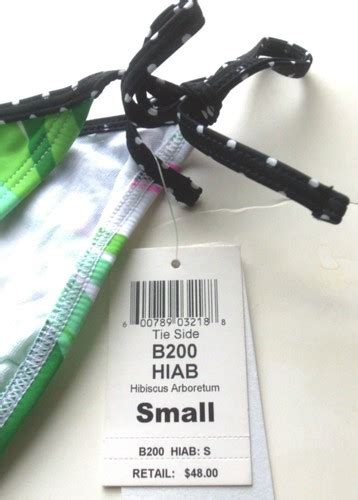 6 00789 03218 8
Tie Side
B200
HIAB
Hibiscus Arboretum
Small
B200 HIAB: S
RETAIL: $48.00